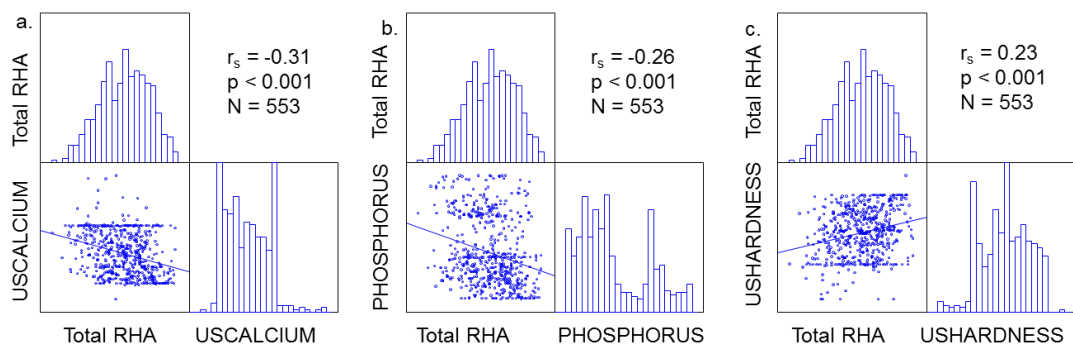 a.
Total RHA
rs = -0.31
p < 0.001
N = 553
USCALCIUM
Total RHA
USCALCIUM
b.
Total RHA
rs = -0.26
p < 0.001
N = 553
PHOSPHORUS
Total RHA
PHOSPHORUS
c.
Total RHA
rs = 0.23
p < 0.001
N = 553
USHARDNESS
Total RHA
USHARDNESS